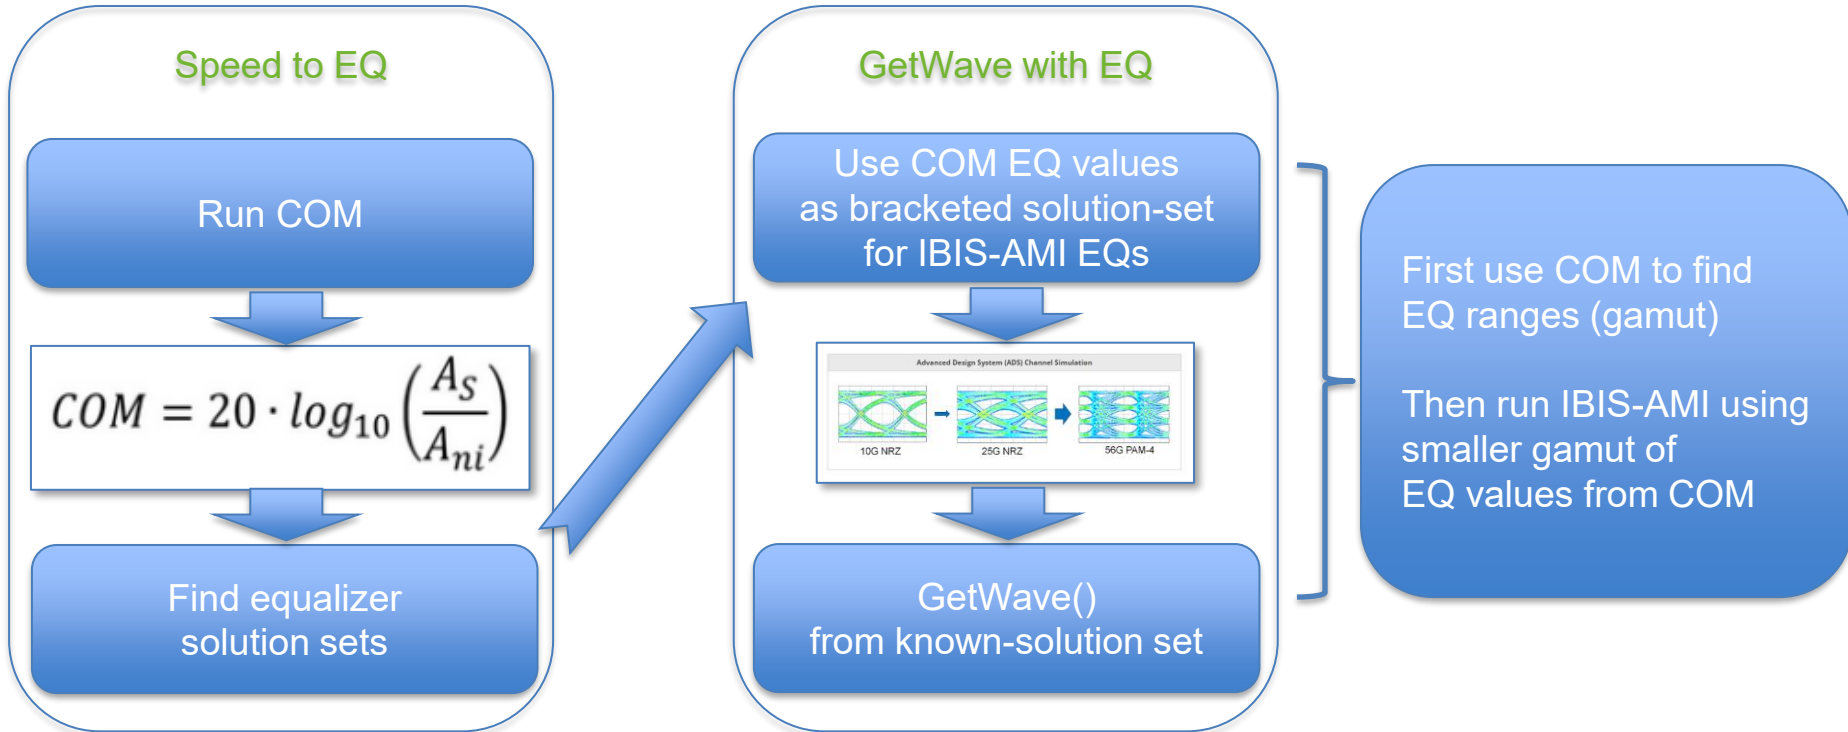 Speed to EQ
Run COM
COM = 20 · log₁₀ (A_S / A_ni)
Find equalizer
solution sets
GetWave with EQ
Use COM EQ values
as bracketed solution-set
for IBIS-AMI EQs
Advanced Design System (ADS) Channel Simulation
10G NRZ
25G NRZ
56G PAM-4
GetWave()
from known-solution set
First use COM to find
EQ ranges (gamut)
Then run IBIS-AMI using
smaller gamut of
EQ values from COM